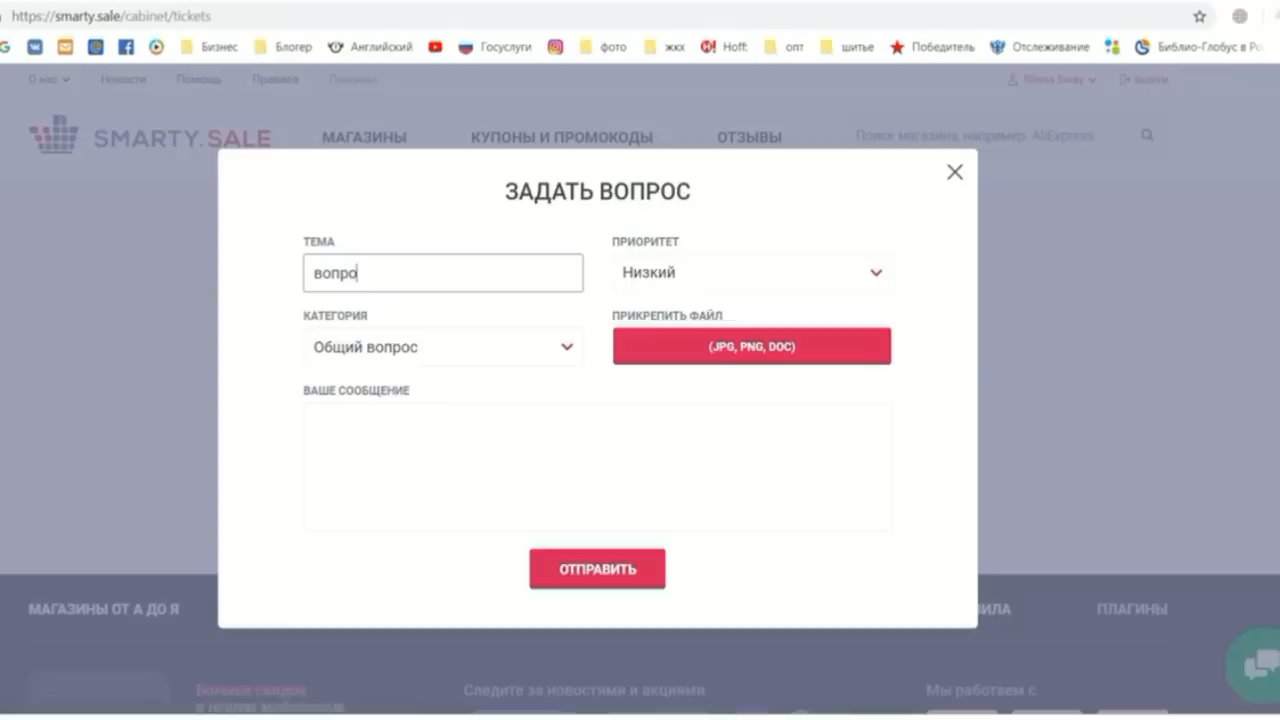 https://smarty.sale/cabinet/tickets
Бизнес Блогер Английский Госуслуги фото жкх Hoff: опт шитье Победитель Отслеживание Библио-Глобус в Ро
О нас Новости Помощь Правила Плагины выйти
SMARTY.SALE МАГАЗИНЫ КУПОНЫ И ПРОМОКОДЫ ОТЗЫВЫ Поиск магазина, например: AliExpress
ЗАДАТЬ ВОПРОС
ТЕМА ПРИОРИТЕТ
вопро Низкий
КАТЕГОРИЯ ПРИКРЕПИТЬ ФАЙЛ
Общий вопрос (JPG, PNG, DOC)
ВАШЕ СООБЩЕНИЕ
ОТПРАВИТЬ
МАГАЗИНЫ ОТ А ДО Я ИЛА ПЛАГИНЫ
Больше скидок Следите за новостями и акциями Мы работаем с